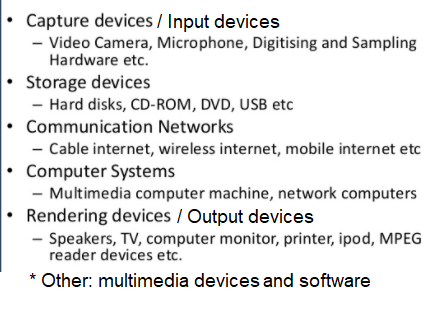 • Capture devices / Input devices
– Video Camera, Microphone, Digitising and Sampling
Hardware etc.
• Storage devices
– Hard disks, CD-ROM, DVD, USB etc
• Communication Networks
– Cable internet, wireless internet, mobile internet etc
• Computer Systems
– Multimedia computer machine, network computers
• Rendering devices / Output devices
– Speakers, TV, computer monitor, printer, ipod, MPEG
reader devices etc.
* Other: multimedia devices and software